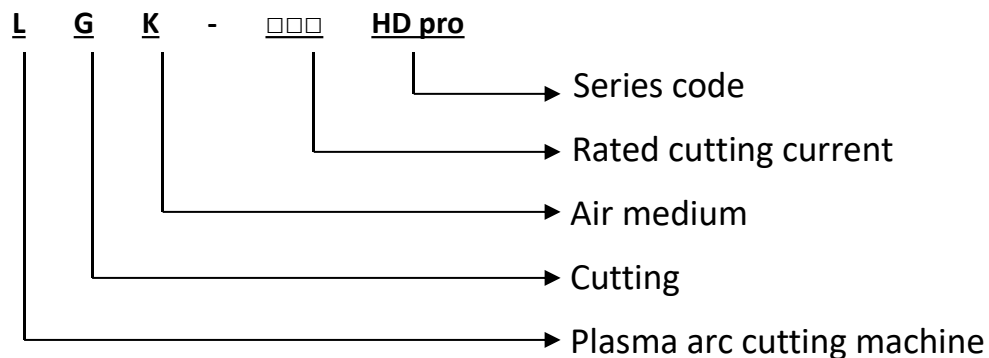 L G K - □□□ HD pro
Series code
Rated cutting current
Air medium
Cutting
Plasma arc cutting machine